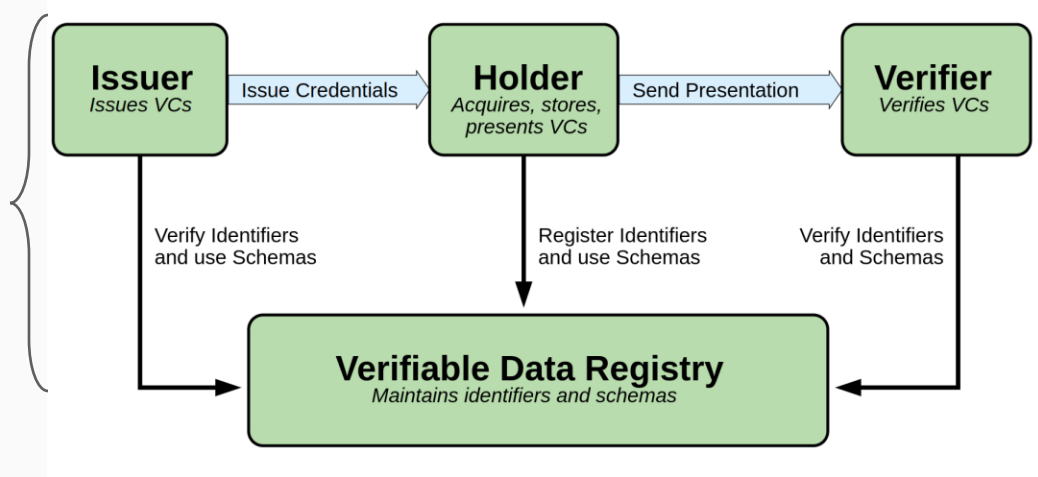 Issuer
Issues VCs
Issue Credentials
Holder
Acquires, stores,
presents VCs
Send Presentation
Verifier
Verifies VCs
Verify Identifiers
and use Schemas
Register Identifiers
and use Schemas
Verify Identifiers
and Schemas
Verifiable Data Registry
Maintains identifiers and schemas